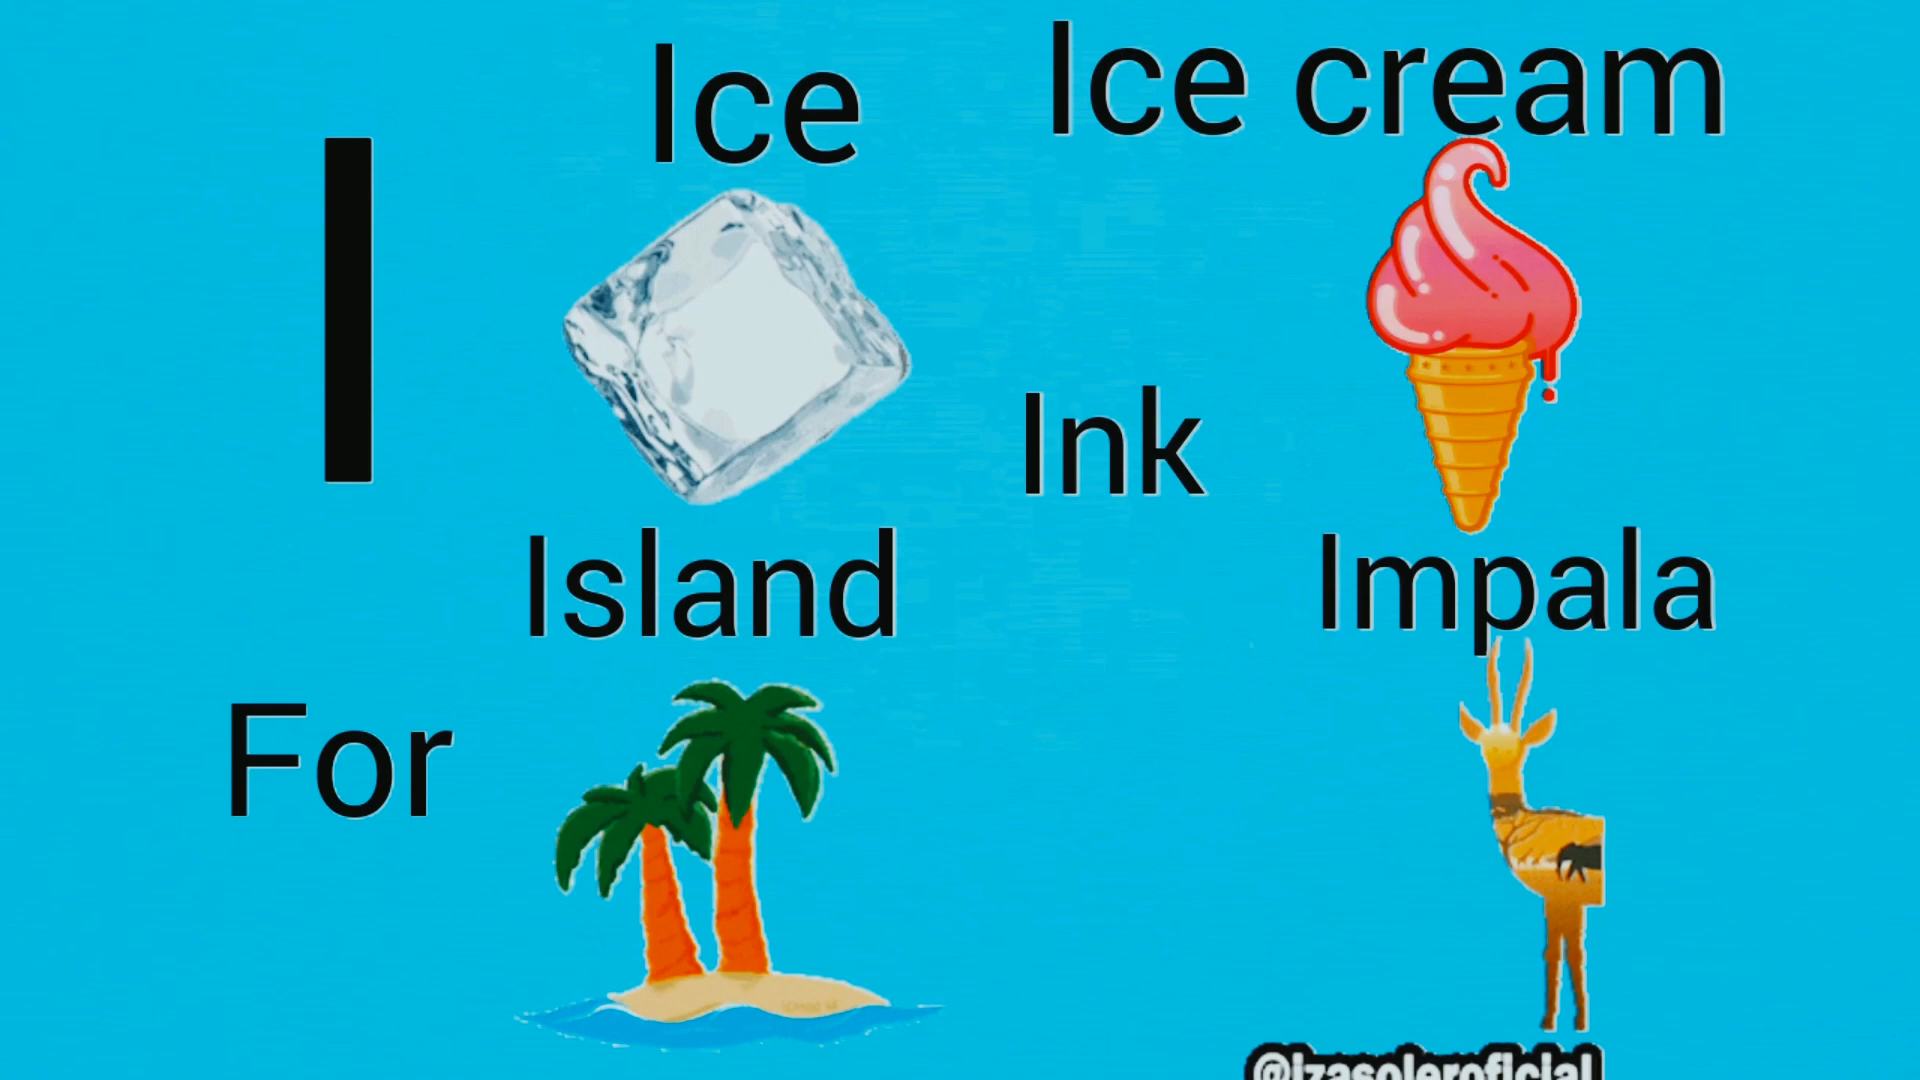 I
For
Ice
Ice cream
Ink
Island
Impala
@izasoleroficial